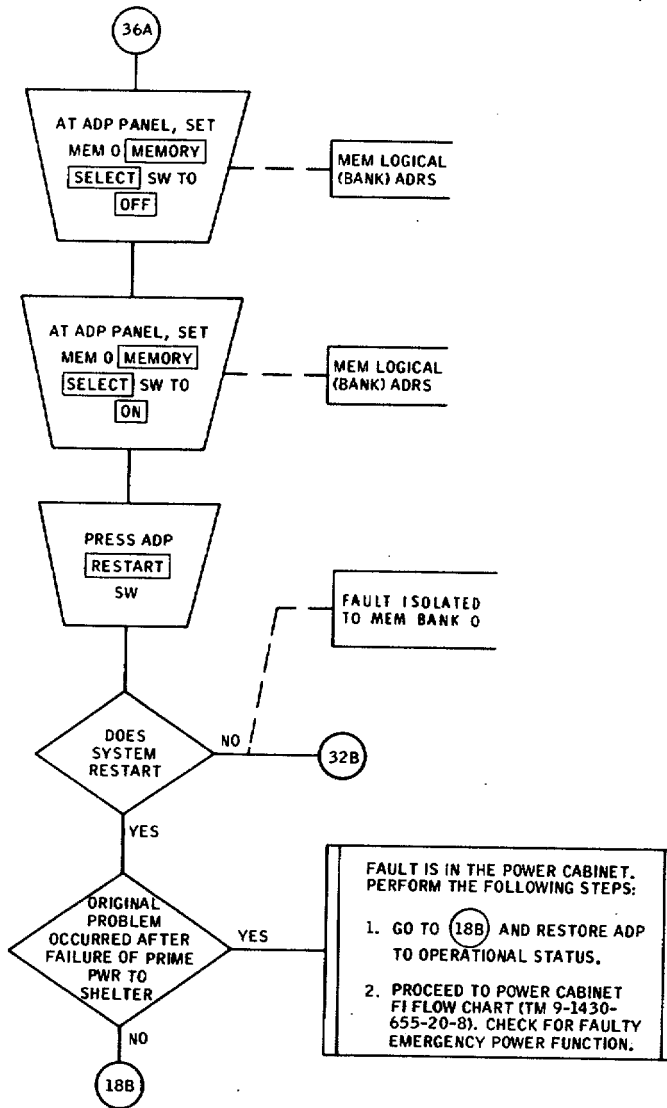 36A
AT ADP PANEL, SET
MEM 0 MEMORY
SELECT SW TO
OFF
MEM LOGICAL
(BANK) ADRS
AT ADP PANEL, SET
MEM 0 MEMORY
SELECT SW TO
ON
MEM LOGICAL
(BANK) ADRS
PRESS ADP
RESTART
SW
FAULT ISOLATED
TO MEM BANK 0
DOES
SYSTEM
RESTART
NO
32B
YES
ORIGINAL
PROBLEM
OCCURRED AFTER
FAILURE OF PRIME
PWR TO
SHELTER
YES
FAULT IS IN THE POWER CABINET.
PERFORM THE FOLLOWING STEPS:
1. GO TO 18B AND RESTORE ADP
TO OPERATIONAL STATUS.
2. PROCEED TO POWER CABINET
FI FLOW CHART (TM 9-1430-
655-20-8). CHECK FOR FAULTY
EMERGENCY POWER FUNCTION.
NO
18B